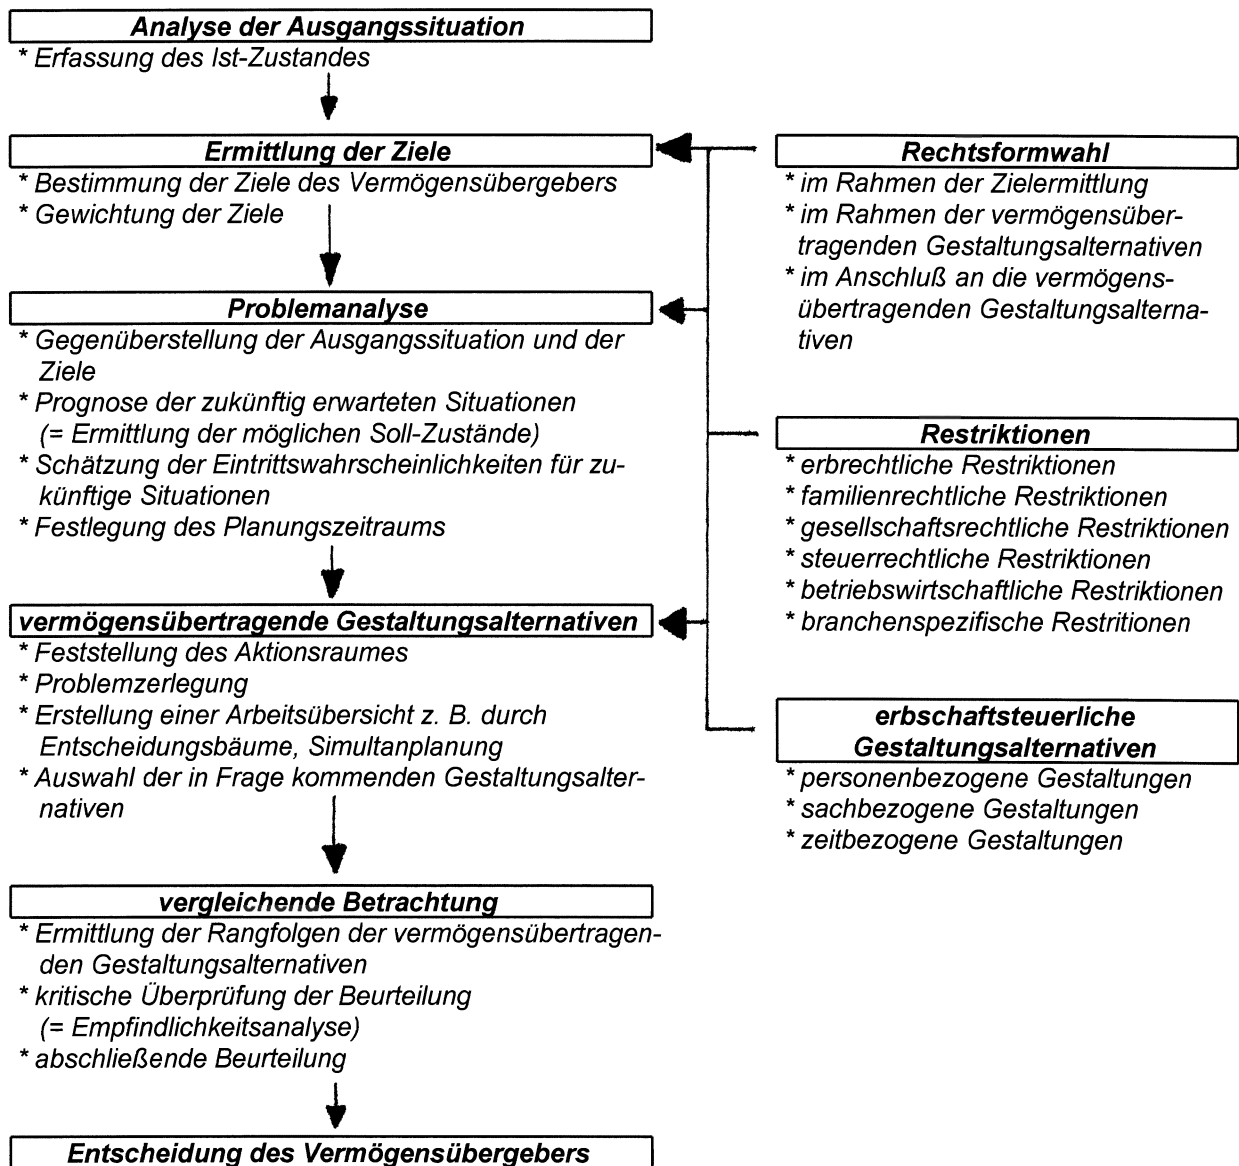 Analyse der Ausgangssituation
* Erfassung des Ist-Zustandes
Ermittlung der Ziele
* Bestimmung der Ziele des Vermögensübergebers
* Gewichtung der Ziele
Problemanalyse
* Gegenüberstellung der Ausgangssituation und der
Ziele
* Prognose der zukünftig erwarteten Situationen
(= Ermittlung der möglichen Soll-Zustände)
* Schätzung der Eintrittswahrscheinlichkeiten für zu-
künftige Situationen
* Festlegung des Planungszeitraums
vermögensübertragende Gestaltungsalternativen
* Feststellung des Aktionsraumes
* Problemzerlegung
* Erstellung einer Arbeitsübersicht z. B. durch
Entscheidungsbäume, Simultanplanung
* Auswahl der in Frage kommenden Gestaltungsalter-
nativen
vergleichende Betrachtung
* Ermittlung der Rangfolgen der vermögensübertragen-
den Gestaltungsalternativen
* kritische Überprüfung der Beurteilung
(= Empfindlichkeitsanalyse)
* abschließende Beurteilung
Entscheidung des Vermögensübergebers
Rechtsformwahl
* im Rahmen der Zielermittlung
* im Rahmen der vermögensüber-
tragenden Gestaltungsalternativen
* im Anschluß an die vermögens-
übertragenden Gestaltungsalterna-
tiven
Restriktionen
* erbrechtliche Restriktionen
* familienrechtliche Restriktionen
* gesellschaftsrechtliche Restriktionen
* steuerrechtliche Restriktionen
* betriebswirtschaftliche Restriktionen
* branchenspezifische Restritionen
erbschaftsteuerliche
Gestaltungsalternativen
* personenbezogene Gestaltungen
* sachbezogene Gestaltungen
* zeitbezogene Gestaltungen